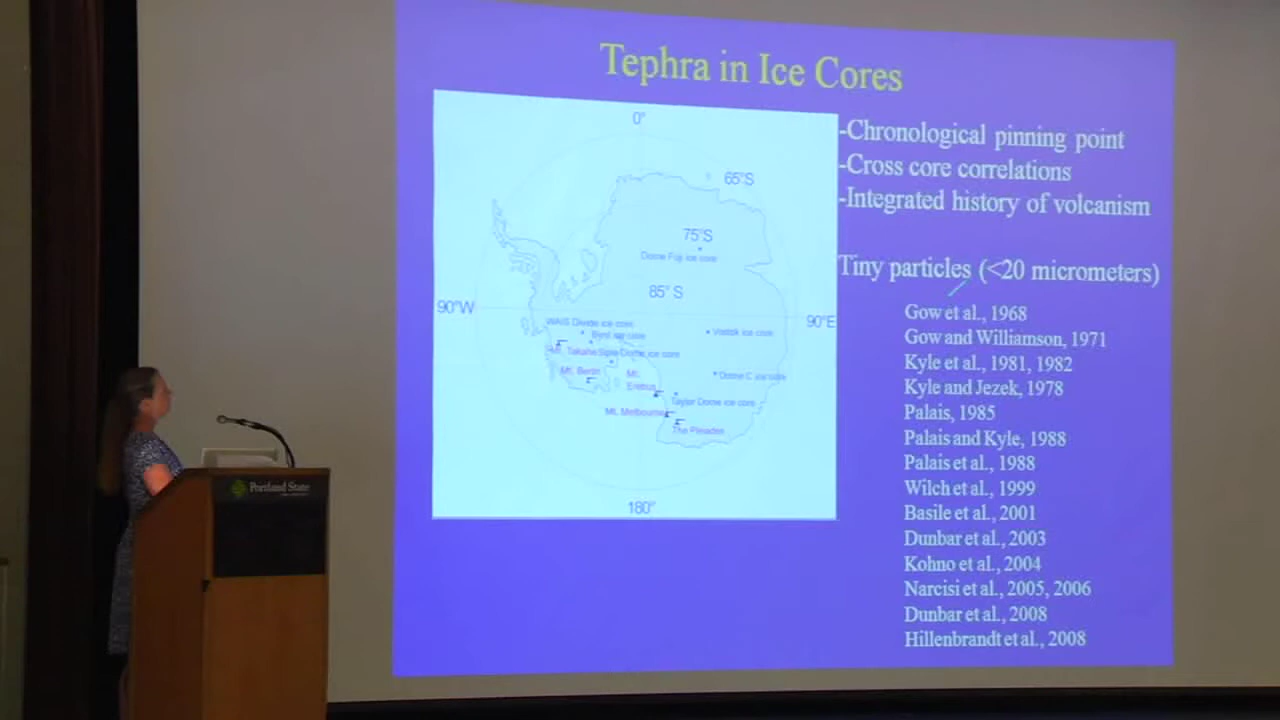 Tephra in Ice Cores
-Chronological pinning point
-Cross core correlations
-Integrated history of volcanism
Tiny particles (<20 micrometers)
Gow et al., 1968
Gow and Williamson, 1971
Kyle et al., 1981, 1982
Kyle and Jezek, 1978
Palais, 1985
Palais and Kyle, 1988
Palais et al., 1988
Wilch et al., 1999
Basile et al., 2001
Dunbar et al., 2003
Kohno et al., 2004
Narcisi et al., 2005, 2006
Dunbar et al., 2008
Hillenbrandt et al., 2008
0°
65°S
75°S
Dome Fuji ice core
85° S
90°W
90°E
WAIS Divide ice core
Byrd ice core
Vostok ice core
Mt. Takahe
Siple Dome ice core
Mt. Berlin
Mt. Erebus
Dome C ice core
Taylor Dome ice core
Mt. Melbourne
The Pleiades
180°
Portland State